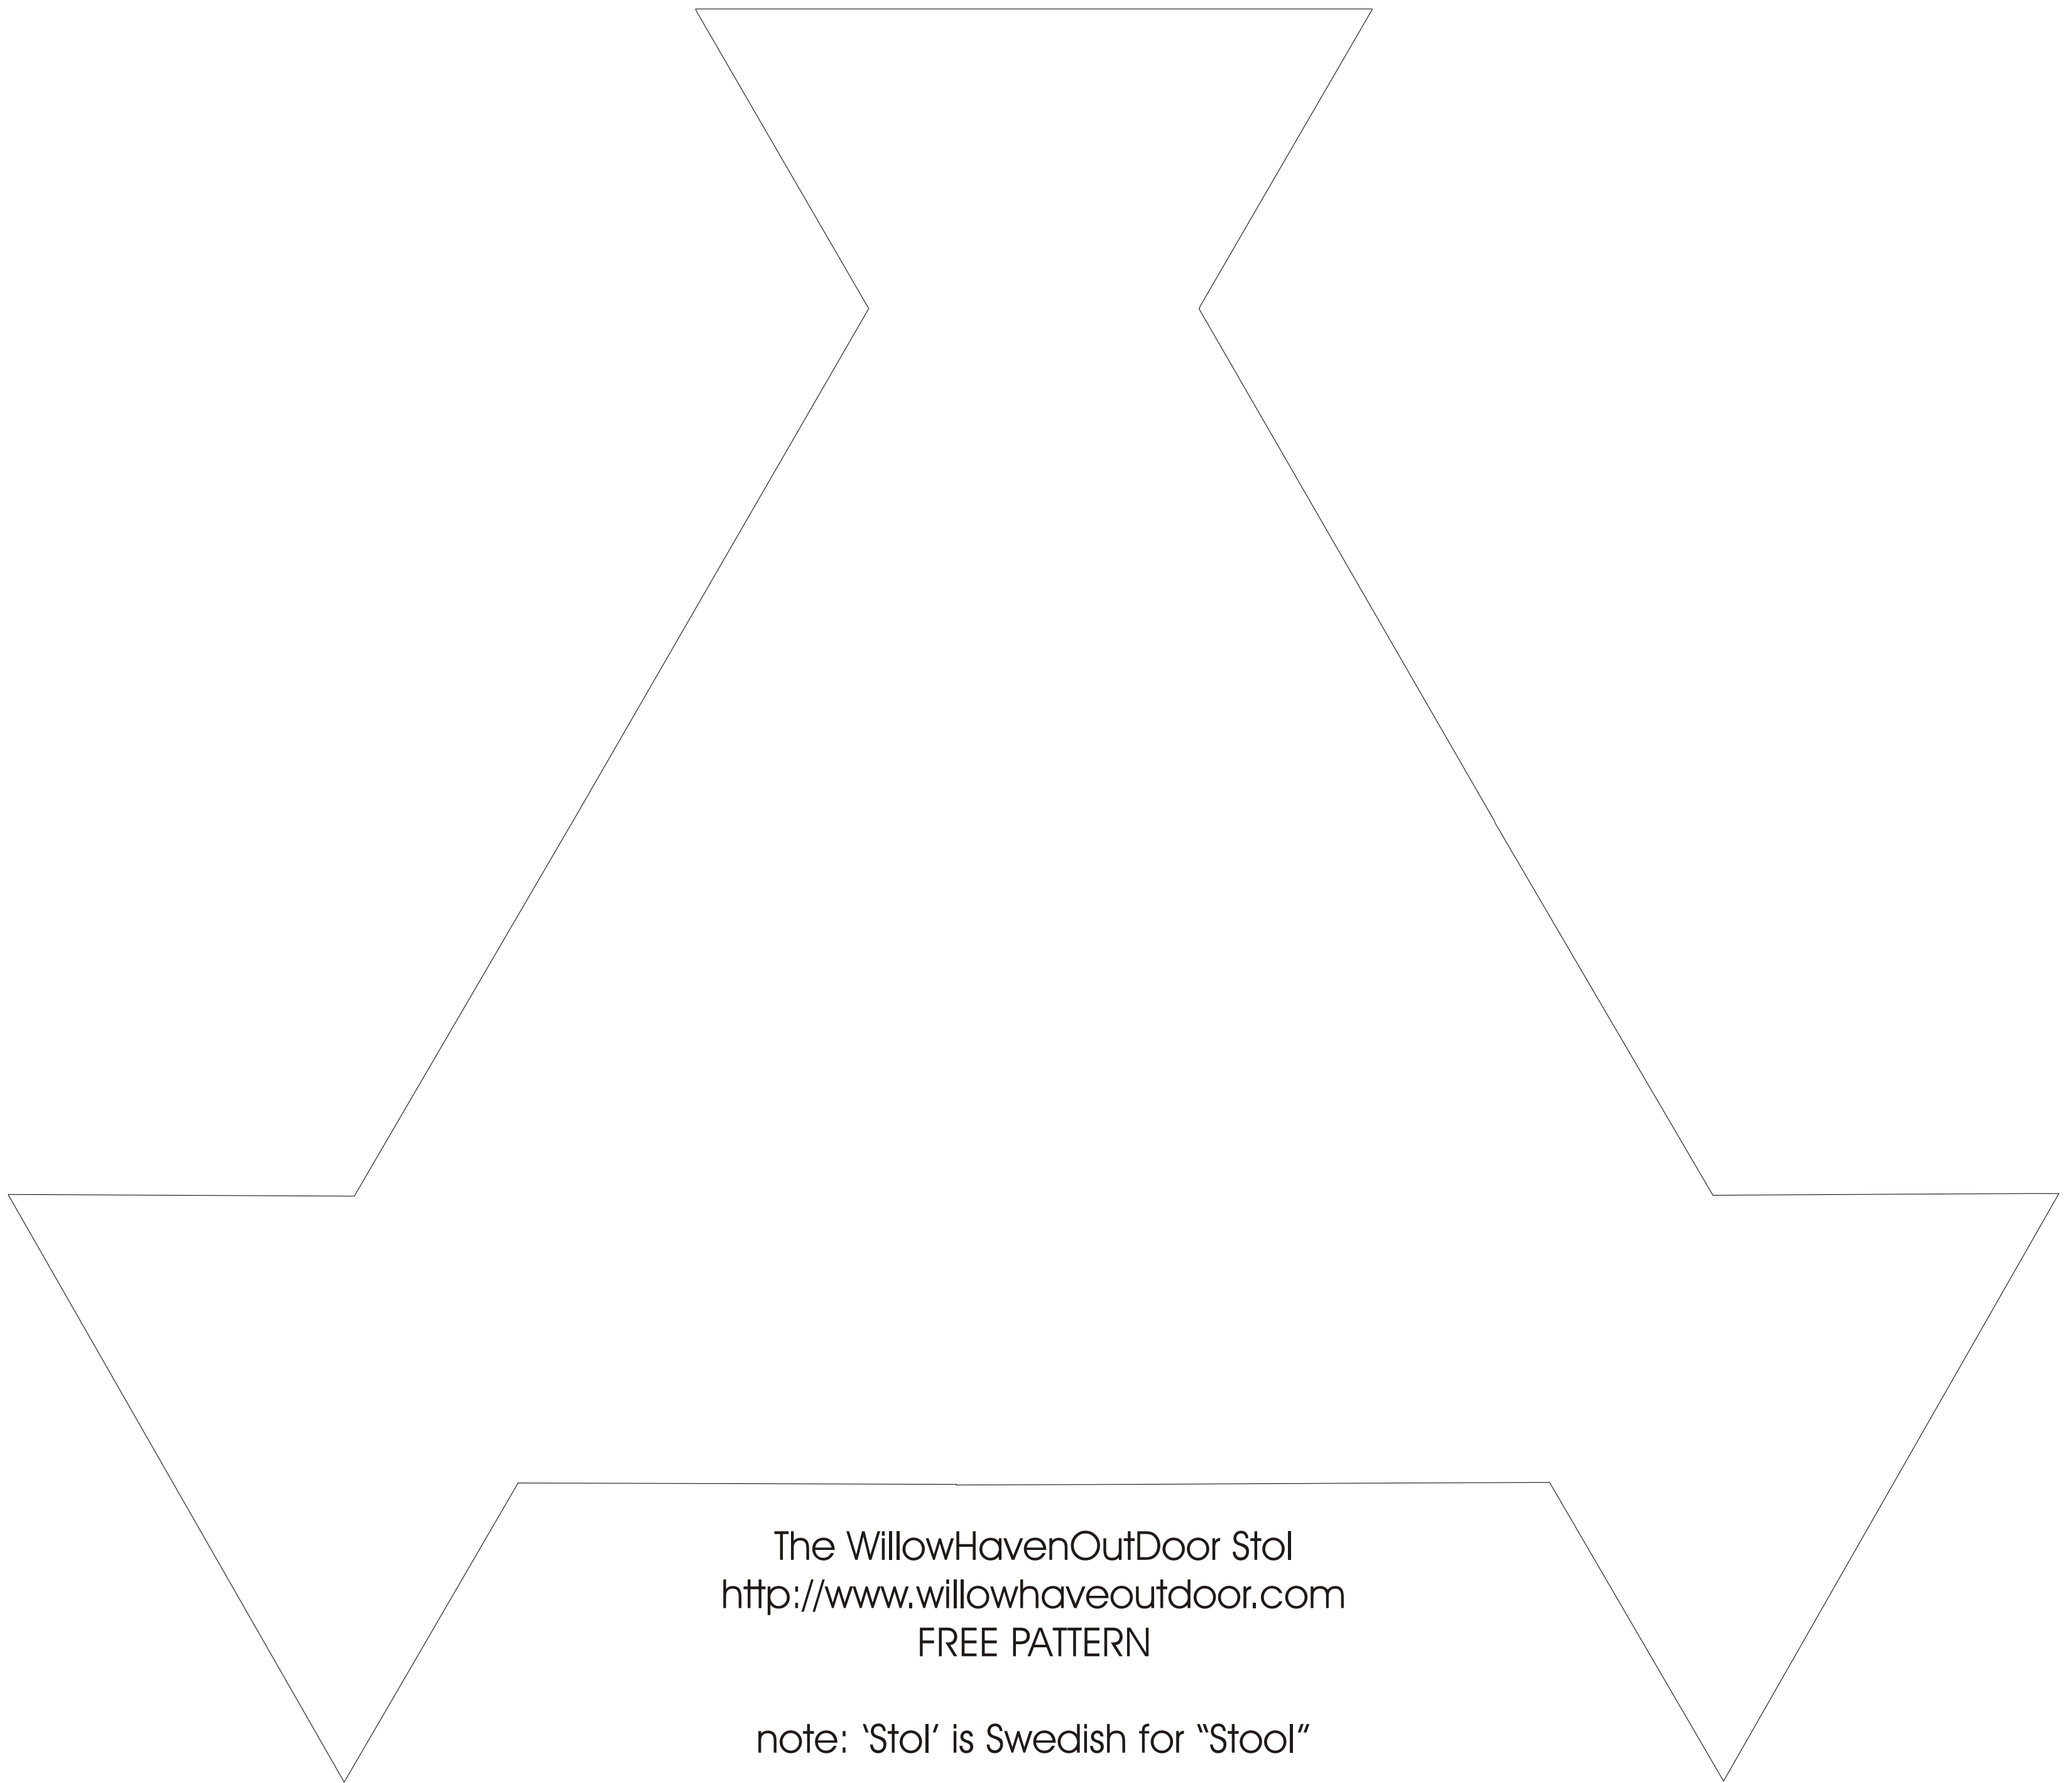 The WillowHavenOutDoor Stol
http://www.willowhaveoutdoor.com
FREE PATTERN
note: ‘Stol’ is Swedish for “Stool”